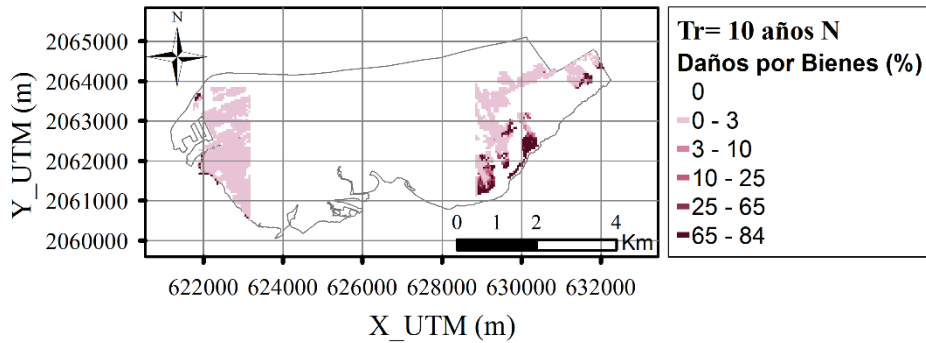 N
Y_UTM (m)
2065000
2064000
2063000
2062000
2061000
2060000
0 1 2 4
Km
622000 624000 626000 628000 630000 632000
X_UTM (m)
Tr= 10 años N
Daños por Bienes (%)
0
0 - 3
3 - 10
10 - 25
25 - 65
65 - 84